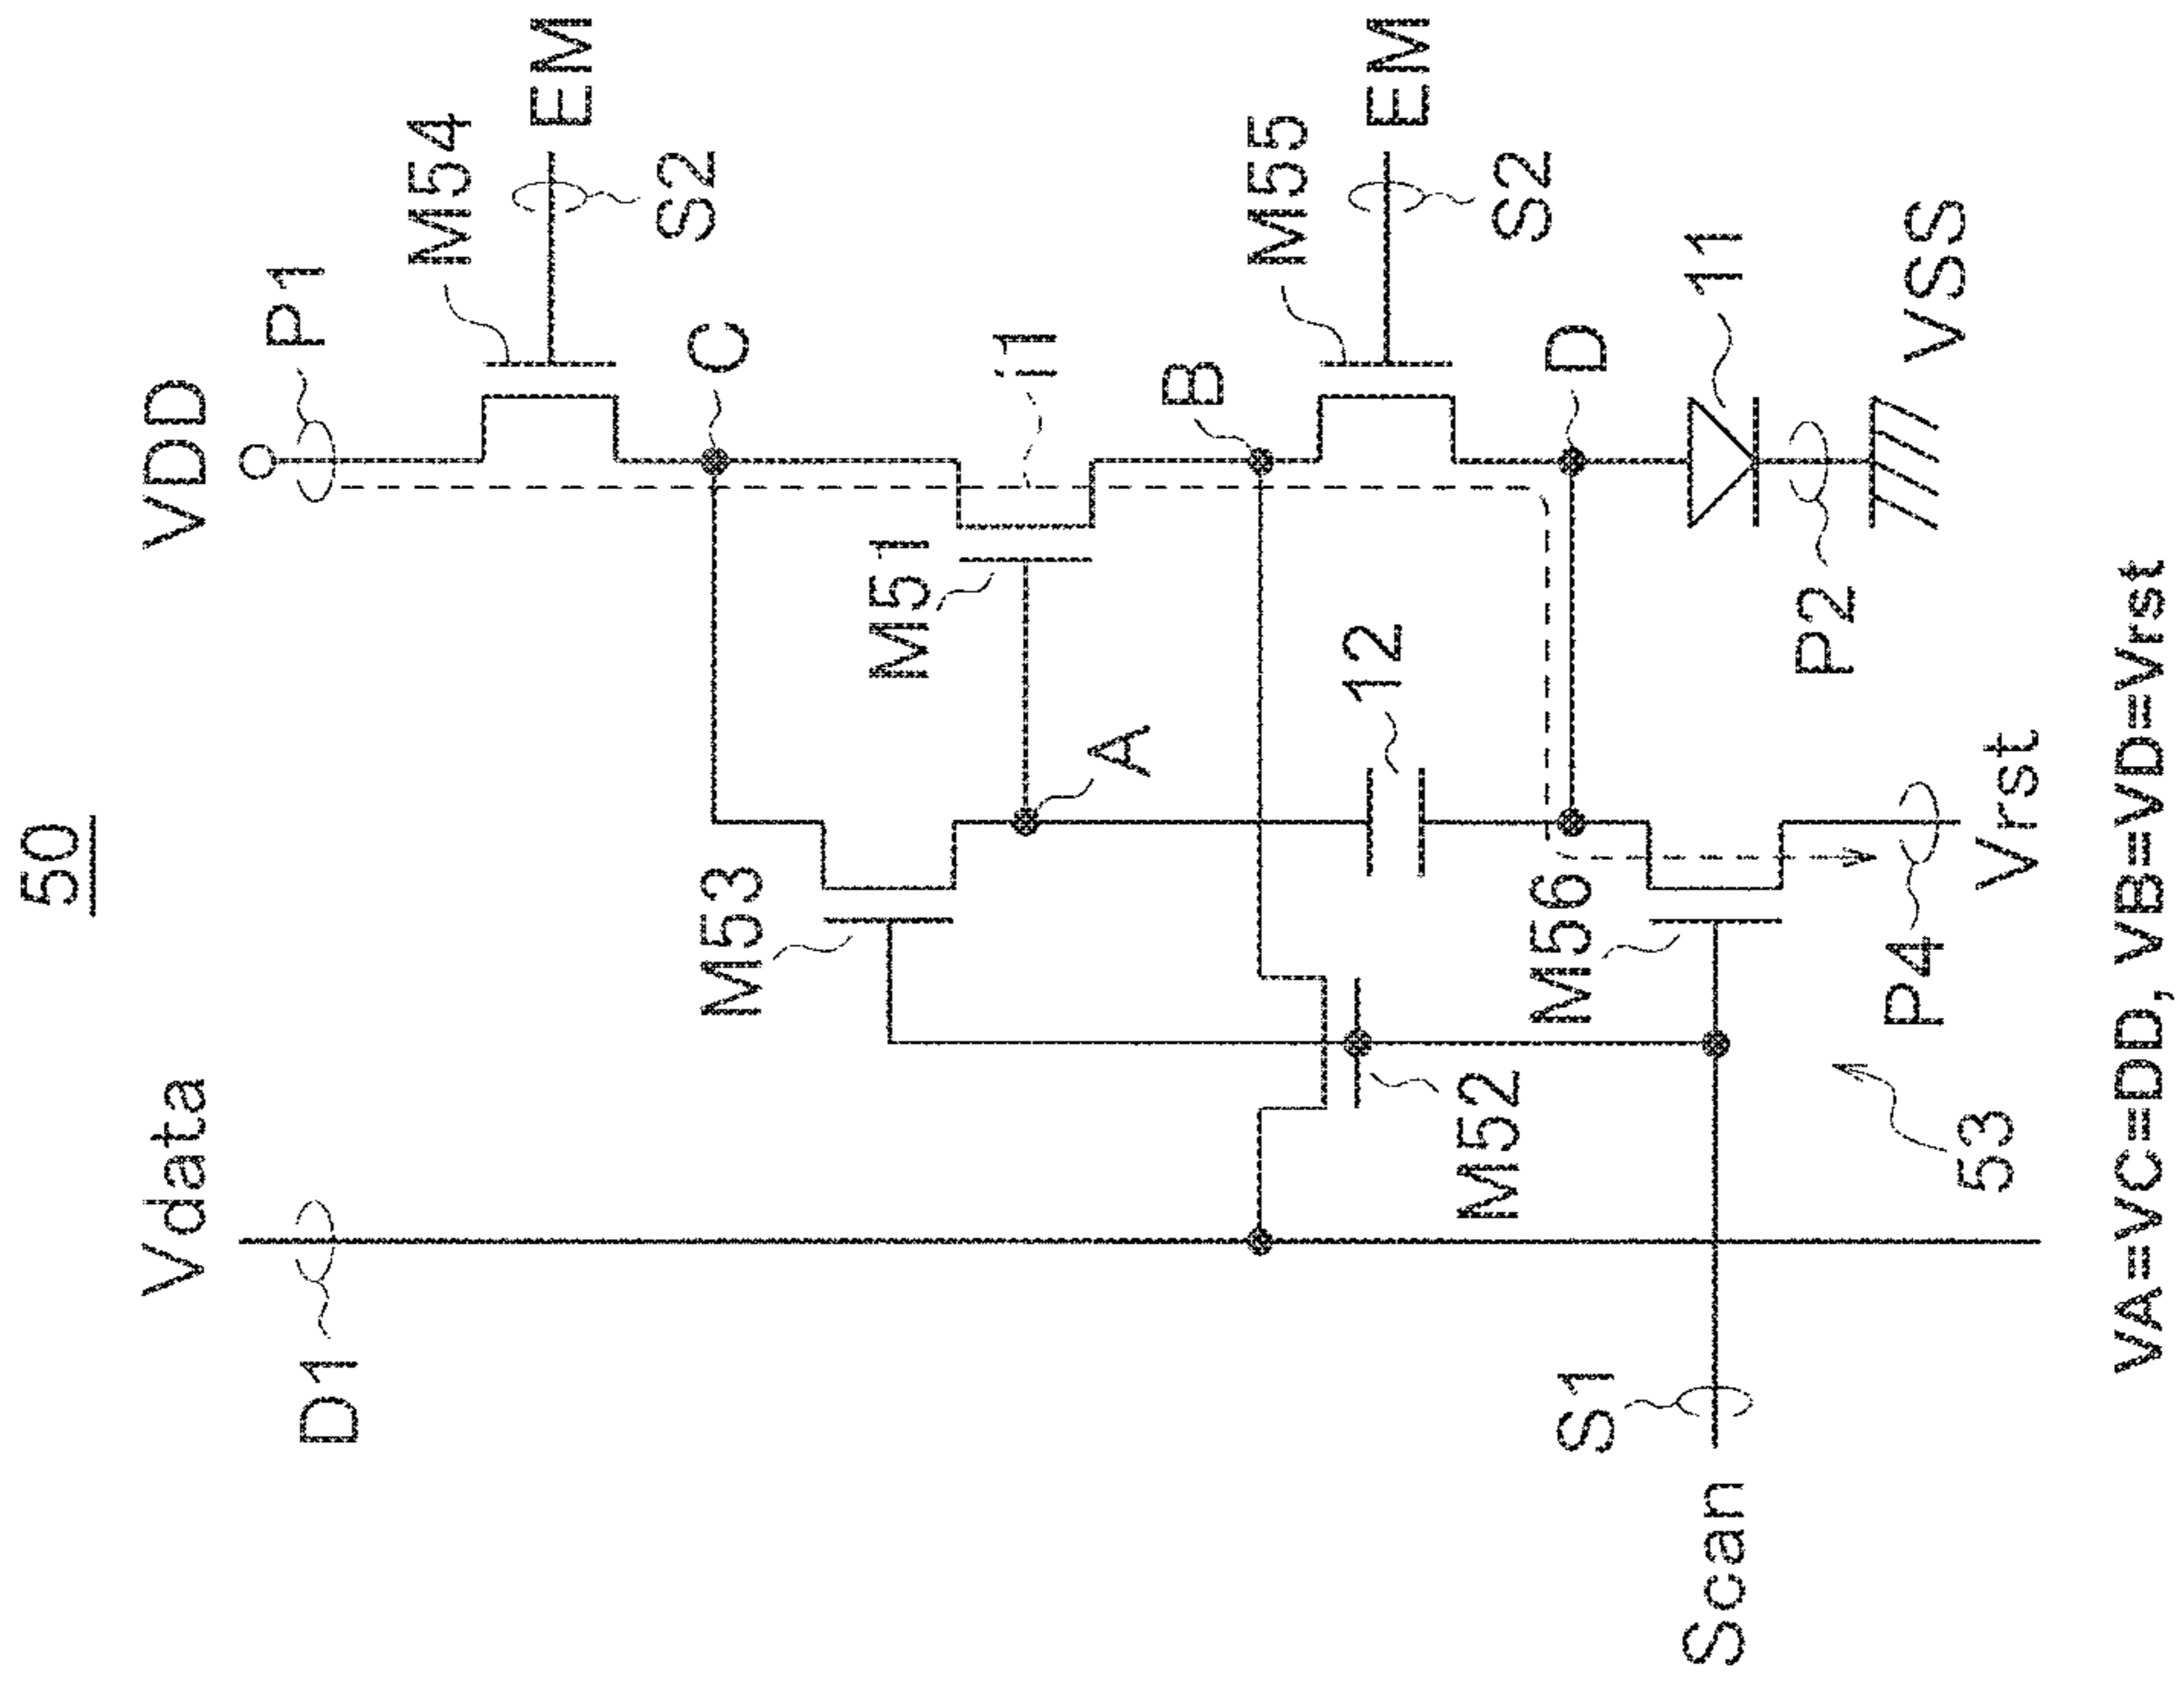 50
Vdata
VDD
P1
D1
M54
EM
S2
M53
C
M51
i1
A
B
M55
EM
12
M52
S2
S1
M56
D
Scan
11
P2
P4
VSS
53
Vrst
VA=VC=DD, VB=VD=Vrst